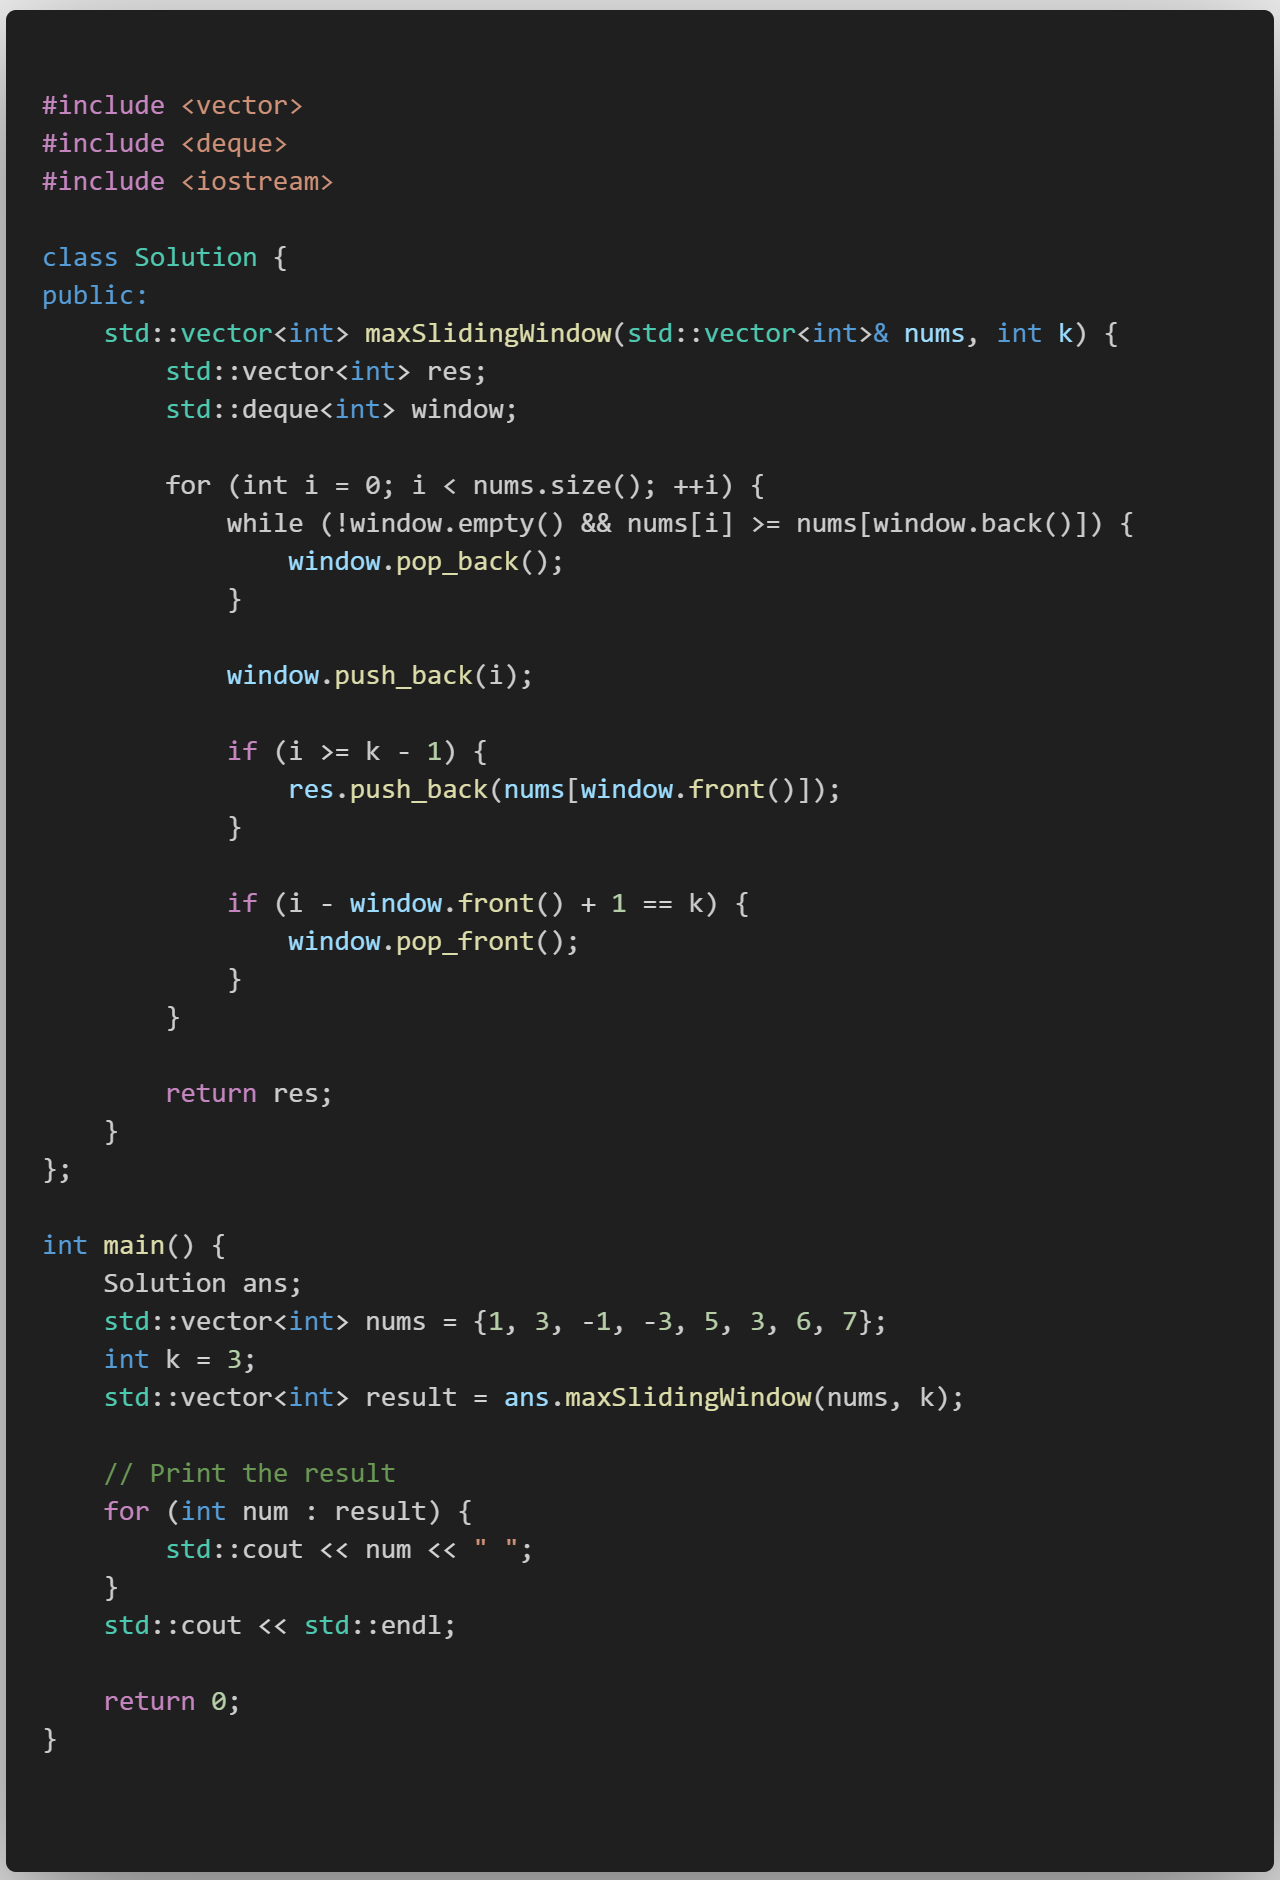 #include <vector>
#include <deque>
#include <iostream>

class Solution {
public:
    std::vector<int> maxSlidingWindow(std::vector<int>& nums, int k) {
        std::vector<int> res;
        std::deque<int> window;

        for (int i = 0; i < nums.size(); ++i) {
            while (!window.empty() && nums[i] >= nums[window.back()]) {
                window.pop_back();
            }

            window.push_back(i);

            if (i >= k - 1) {
                res.push_back(nums[window.front()]);
            }

            if (i - window.front() + 1 == k) {
                window.pop_front();
            }
        }

        return res;
    }
};

int main() {
    Solution ans;
    std::vector<int> nums = {1, 3, -1, -3, 5, 3, 6, 7};
    int k = 3;
    std::vector<int> result = ans.maxSlidingWindow(nums, k);

    // Print the result
    for (int num : result) {
        std::cout << num << " ";
    }
    std::cout << std::endl;

    return 0;
}